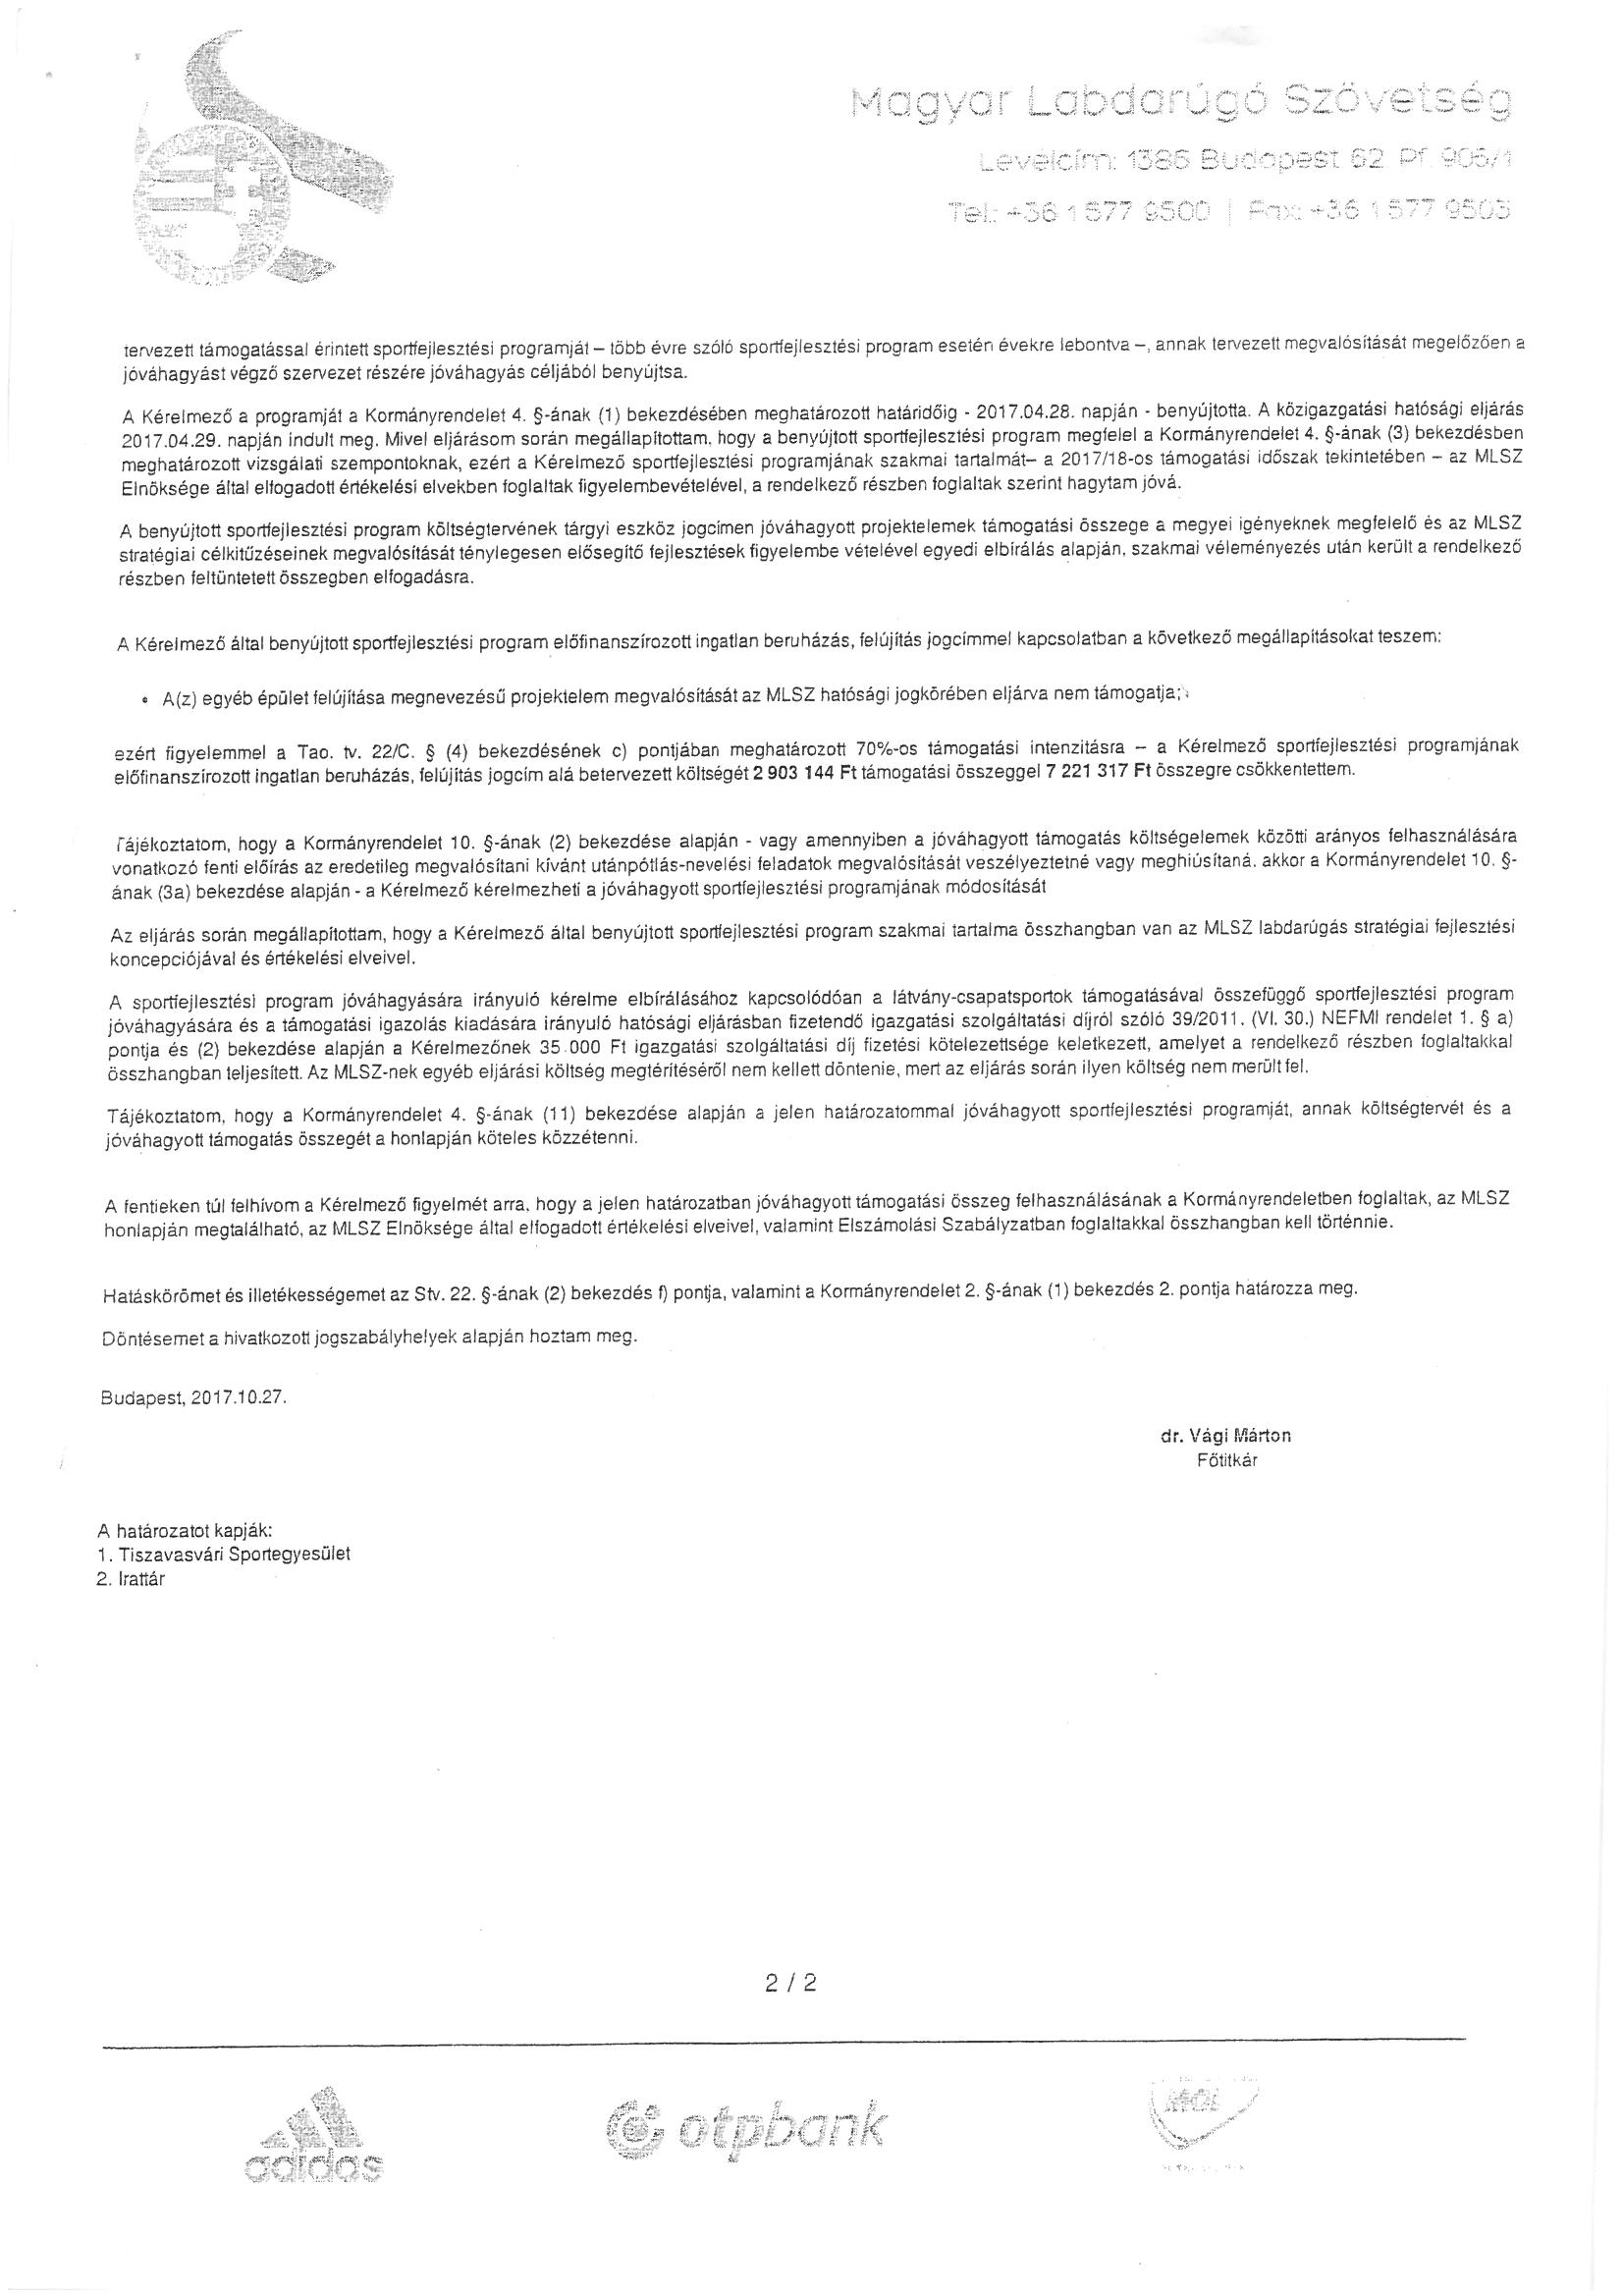 Magyar Labdarúgó Szövetség
Levélcím: 1386 Budapest 62 Pf. 906/1
Tel.: +36 1 577 9500 | Fax: +36 1 577 9503
tervezett támogatással érintett sportfejlesztési programját – több évre szóló sportfejlesztési program esetén évekre lebontva –, annak tervezett megvalósítását megelőzően a
jóváhagyást végző szervezet részére jóváhagyás céljából benyújtsa.
A Kérelmező a programját a Kormányrendelet 4. §-ának (1) bekezdésében meghatározott határidőig - 2017.04.28. napján - benyújtotta. A közigazgatási hatósági eljárás
2017.04.29. napján indult meg. Mivel eljárásom során megállapítottam, hogy a benyújtott sportfejlesztési program megfelel a Kormányrendelet 4. §-ának (3) bekezdésben
meghatározott vizsgálati szempontoknak, ezért a Kérelmező sportfejlesztési programjának szakmai tartalmát– a 2017/18-os támogatási időszak tekintetében – az MLSZ
Elnöksége által elfogadott értékelési elvekben foglaltak figyelembevételével, a rendelkező részben foglaltak szerint hagytam jóvá.
A benyújtott sportfejlesztési program költségtervének tárgyi eszköz jogcímen jóváhagyott projektelemek támogatási összege a megyei igényeknek megfelelő és az MLSZ
stratégiai célkitűzéseinek megvalósítását ténylegesen elősegítő fejlesztések figyelembe vételével egyedi elbírálás alapján, szakmai véleményezés után került a rendelkező
részben feltüntetett összegben elfogadásra.
A Kérelmező által benyújtott sportfejlesztési program előfinanszírozott ingatlan beruházás, felújítás jogcímmel kapcsolatban a következő megállapításokat teszem:
• A(z) egyéb épület felújítása megnevezésű projektelem megvalósítását az MLSZ hatósági jogkörében eljárva nem támogatja;
ezért figyelemmel a Tao. tv. 22/C. § (4) bekezdésének c) pontjában meghatározott 70%-os támogatási intenzitásra – a Kérelmező sportfejlesztési programjának
előfinanszírozott ingatlan beruházás, felújítás jogcím alá betervezett költségét 2 903 144 Ft támogatási összeggel 7 221 317 Ft összegre csökkentettem.
Tájékoztatom, hogy a Kormányrendelet 10. §-ának (2) bekezdése alapján - vagy amennyiben a jóváhagyott támogatás költségelemek közötti arányos felhasználására
vonatkozó fenti előírás az eredetileg megvalósítani kívánt utánpótlás-nevelési feladatok megvalósítását veszélyeztetné vagy meghiúsítaná, akkor a Kormányrendelet 10. §-
ának (3a) bekezdése alapján - a Kérelmező kérelmezheti a jóváhagyott sportfejlesztési programjának módosítását
Az eljárás során megállapítottam, hogy a Kérelmező által benyújtott sportfejlesztési program szakmai tartalma összhangban van az MLSZ labdarúgás stratégiai fejlesztési
koncepciójával és értékelési elveivel.
A sportfejlesztési program jóváhagyására irányuló kérelme elbírálásához kapcsolódóan a látvány-csapatsportok támogatásával összefüggő sportfejlesztési program
jóváhagyására és a támogatási igazolás kiadására irányuló hatósági eljárásban fizetendő igazgatási szolgáltatási díjról szóló 39/2011. (VI. 30.) NEFMI rendelet 1. § a)
pontja és (2) bekezdése alapján a Kérelmezőnek 35 000 Ft igazgatási szolgáltatási díj fizetési kötelezettsége keletkezett, amelyet a rendelkező részben foglaltakkal
összhangban teljesített. Az MLSZ-nek egyéb eljárási költség megtérítéséről nem kellett döntenie, mert az eljárás során ilyen költség nem merült fel.
Tájékoztatom, hogy a Kormányrendelet 4. §-ának (11) bekezdése alapján a jelen határozatommal jóváhagyott sportfejlesztési programját, annak költségtervét és a
jóváhagyott támogatás összegét a honlapján köteles közzétenni.
A fentieken túl felhívom a Kérelmező figyelmét arra, hogy a jelen határozatban jóváhagyott támogatási összeg felhasználásának a Kormányrendeletben foglaltak, az MLSZ
honlapján megtalálható, az MLSZ Elnöksége által elfogadott értékelési elveivel, valamint Elszámolási Szabályzatban foglaltakkal összhangban kell történnie.
Hatáskörömet és illetékességemet az Stv. 22. §-ának (2) bekezdés f) pontja, valamint a Kormányrendelet 2. §-ának (1) bekezdés 2. pontja határozza meg.
Döntésemet a hivatkozott jogszabályhelyek alapján hoztam meg.
Budapest, 2017.10.27.
dr. Vági Márton
Főtitkár
A határozatot kapják:
1. Tiszavasvári Sportegyesület
2. Irattár
2 / 2
adidas
otpbank
MOL